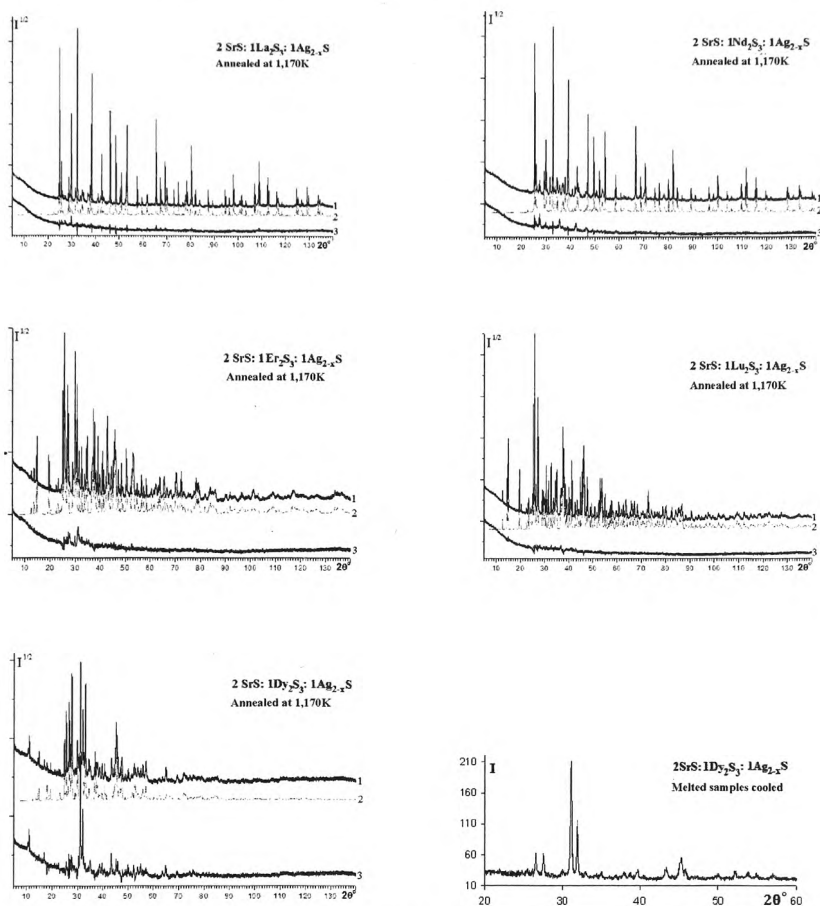 I1/2
2 SrS: 1La2S3: 1Ag2-xS
Annealed at 1,170K
1
2
3
10 20 30 40 50 60 70 80 90 100 110 120 130 2θ°
I1/2
2 SrS: 1Nd2S3: 1Ag2-xS
Annealed at 1,170K
1
2
3
10 20 30 40 50 60 70 80 90 100 110 120 130 2θ°
I1/2
2 SrS: 1Er2S3: 1Ag2-xS
Annealed at 1,170K
1
2
3
10 20 30 40 50 60 70 80 90 100 110 120 130 2θ°
I1/2
2 SrS: 1Lu2S3: 1Ag2-xS
Annealed at 1,170K
1
2
3
10 20 30 40 50 60 70 80 90 100 110 120 130 2θ°
I1/2
2 SrS: 1Dy2S3: 1Ag2-xS
Annealed at 1,170K
1
2
3
10 20 30 40 50 60 70 80 90 100 110 120 130 2θ°
I
2SrS: 1Dy2S3: 1Ag2-xS
Melted samples cooled
210
160
110
60
10
20 30 40 50 60
2θ°